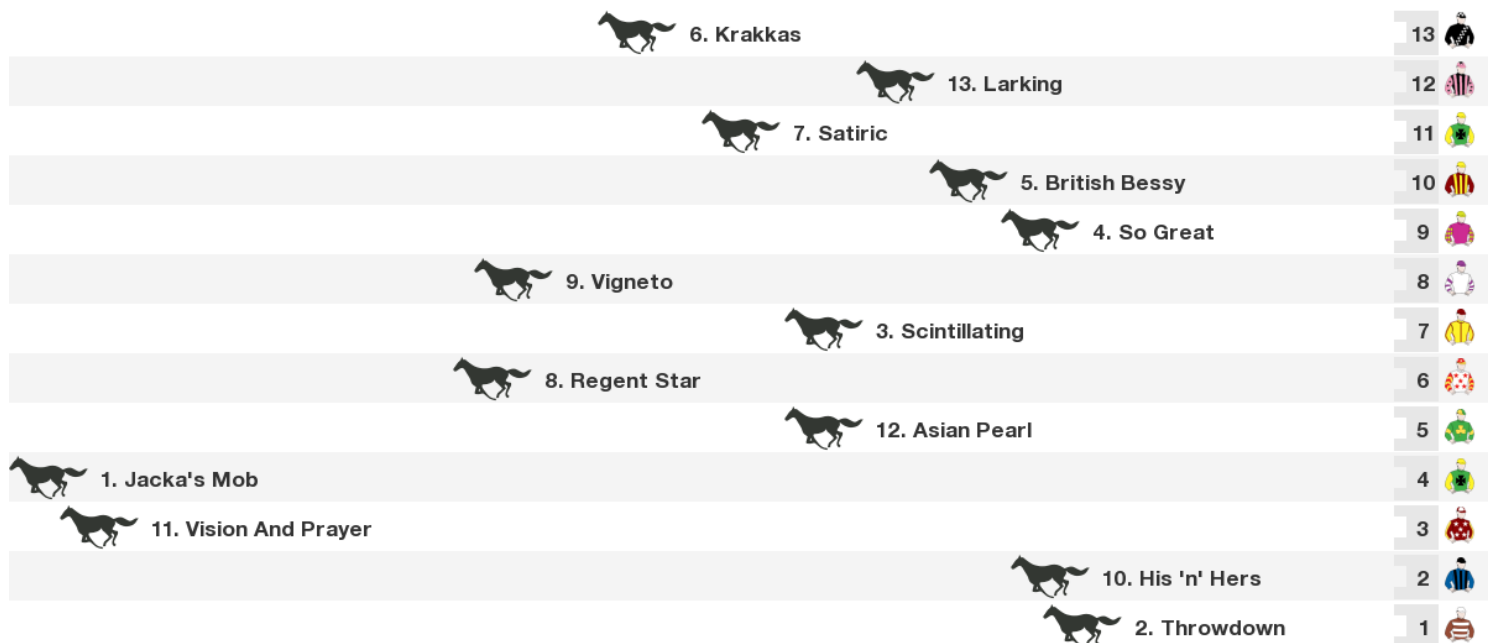 6. Krakkas 13
13. Larking 12
7. Satiric 11
5. British Bessy 10
4. So Great 9
9. Vigneto 8
3. Scintillating 7
8. Regent Star 6
12. Asian Pearl 5
1. Jacka's Mob 4
11. Vision And Prayer 3
10. His 'n' Hers 2
2. Throwdown 1